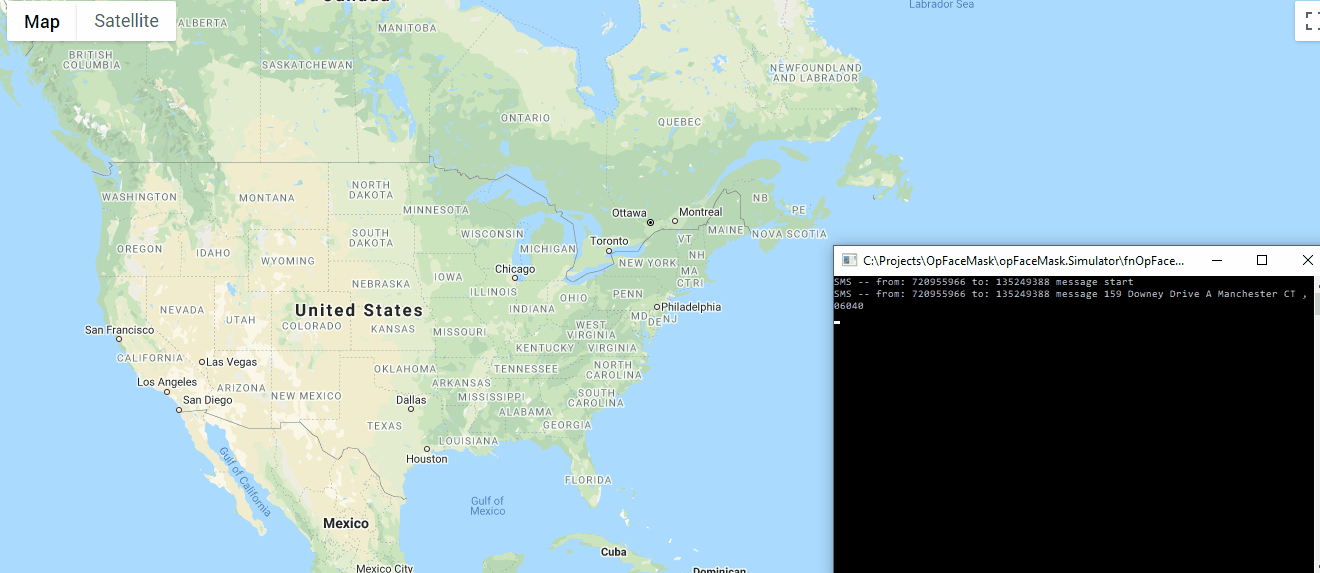 Canada
Labrador Sea
Map
Satellite
ALBERTA
MANITOBA
BRITISH
COLUMBIA
SASKATCHEWAN
NEWFOUNDLAND
AND LABRADOR
ONTARIO
QUEBEC
WASHINGTON
MONTANA
NORTH
DAKOTA
MINNESOTA
NB
PE
Ottawa
Montreal
MAINE
NOVA SCOTIA
OREGON
IDAHO
SOUTH
DAKOTA
WISCONSIN
MICHIGAN
Toronto
VT
NH
WYOMING
NEW YORK
MA
CT
RI
Chicago
IOWA
NEBRASKA
ILLINOIS
INDIANA
OHIO
PENN
Philadelphia
NEVADA
UTAH
United States
COLORADO
KANSAS
MISSOURI
WEST
VIRGINIA
MD
DE
NJ
San Francisco
KENTUCKY
VIRGINIA
CALIFORNIA
Las Vegas
OKLAHOMA
TENNESSEE
NORTH
CAROLINA
Los Angeles
ARIZONA
NEW MEXICO
ARKANSAS
MISSISSIPPI
San Diego
Dallas
SOUTH
CAROLINA
ALABAMA
TEXAS
GEORGIA
LOUISIANA
Houston
Gulf of California
FLORIDA
Gulf of
Mexico
Mexico
Cuba
Mexico City
Dominican
C:\Projects\OpFaceMask\opFaceMask.Simulator\fnOpFace...
SMS -- from: 720955966 to: 135249388 message start
SMS -- from: 720955966 to: 135249388 message 159 Downey Drive A Manchester CT ,
06040